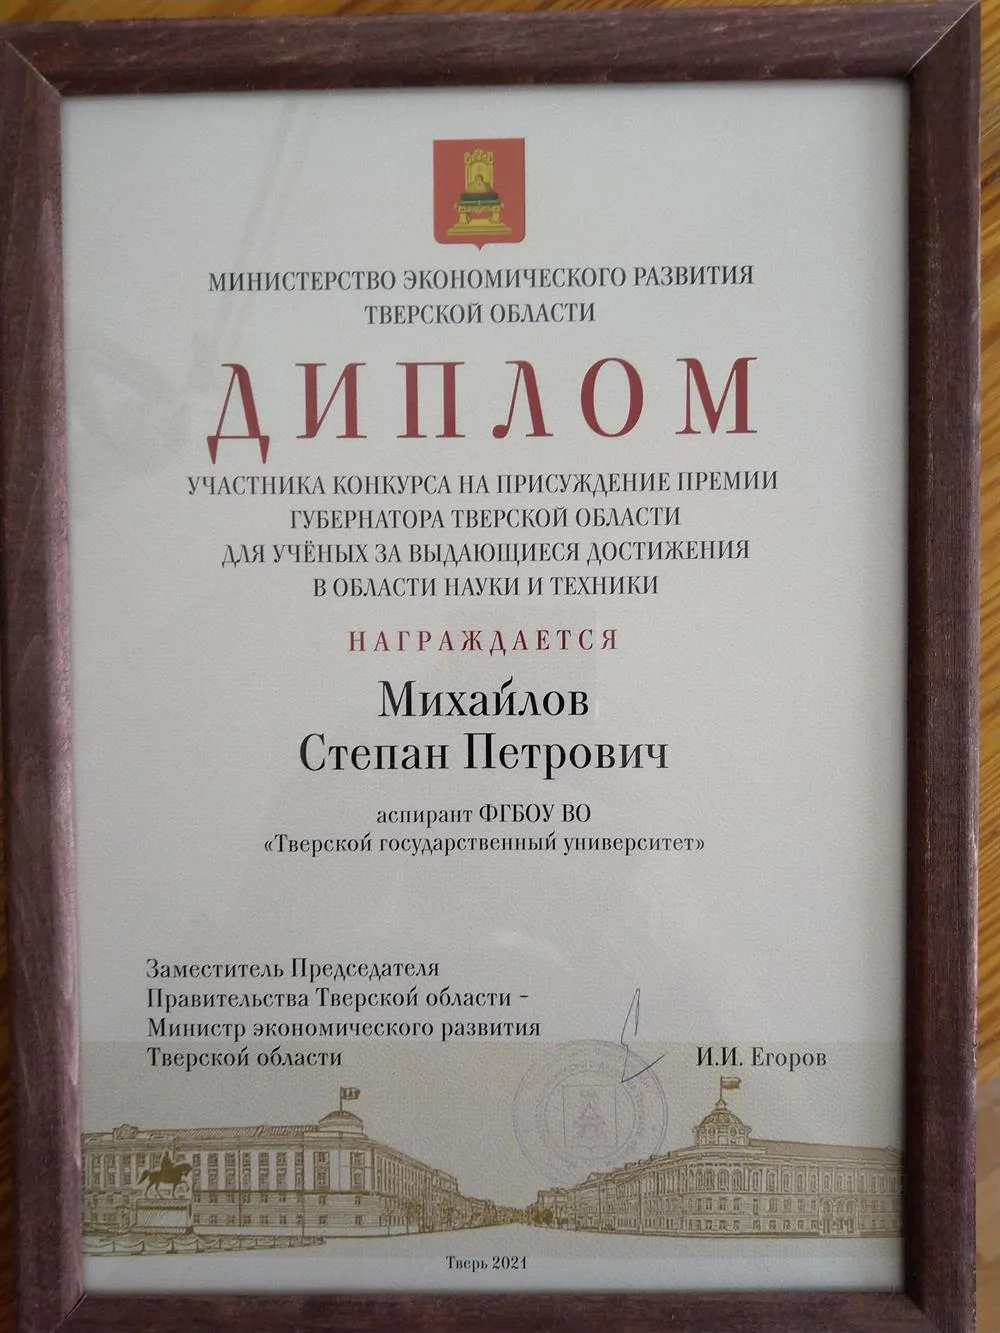 МИНИСТЕРСТВО ЭКОНОМИЧЕСКОГО РАЗВИТИЯ
ТВЕРСКОЙ ОБЛАСТИ
ДИПЛОМ
УЧАСТНИКА КОНКУРСА НА ПРИСУЖДЕНИЕ ПРЕМИИ
ГУБЕРНАТОРА ТВЕРСКОЙ ОБЛАСТИ
ДЛЯ УЧЁНЫХ ЗА ВЫДАЮЩИЕСЯ ДОСТИЖЕНИЯ
В ОБЛАСТИ НАУКИ И ТЕХНИКИ
НАГРАЖДАЕТСЯ
Михайлов
Степан Петрович
аспирант ФГБОУ ВО
«Тверской государственный университет»
Заместитель Председателя
Правительства Тверской области –
Министр экономического развития
Тверской области
И.И. Егоров
Тверь 2021